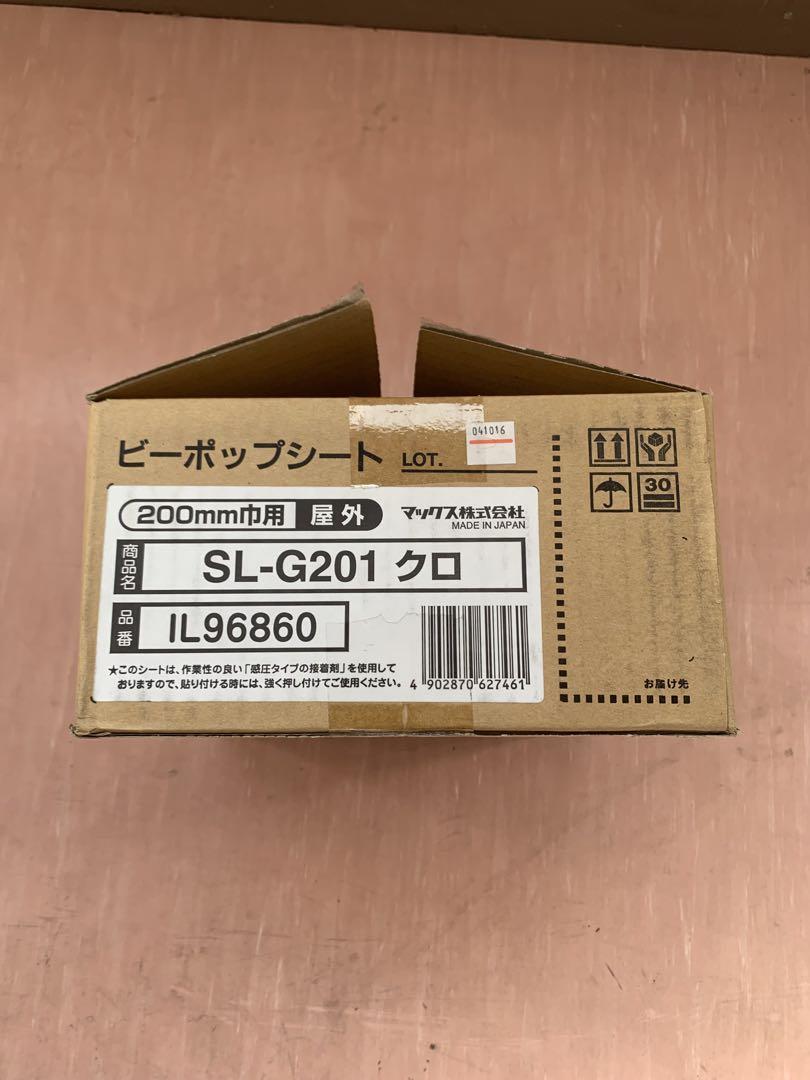 ビーポップシート LOT. 041016
200mm巾用 屋外 マックス株式会社
MADE IN JAPAN
商品名 SL-G201 クロ
品番 IL96860
★このシートは、作業性の良い「感圧タイプの接着剤」を使用して
おりますので、貼り付ける時には、強く押し付けてご使用ください。
4 902870 627461
30
お届け先